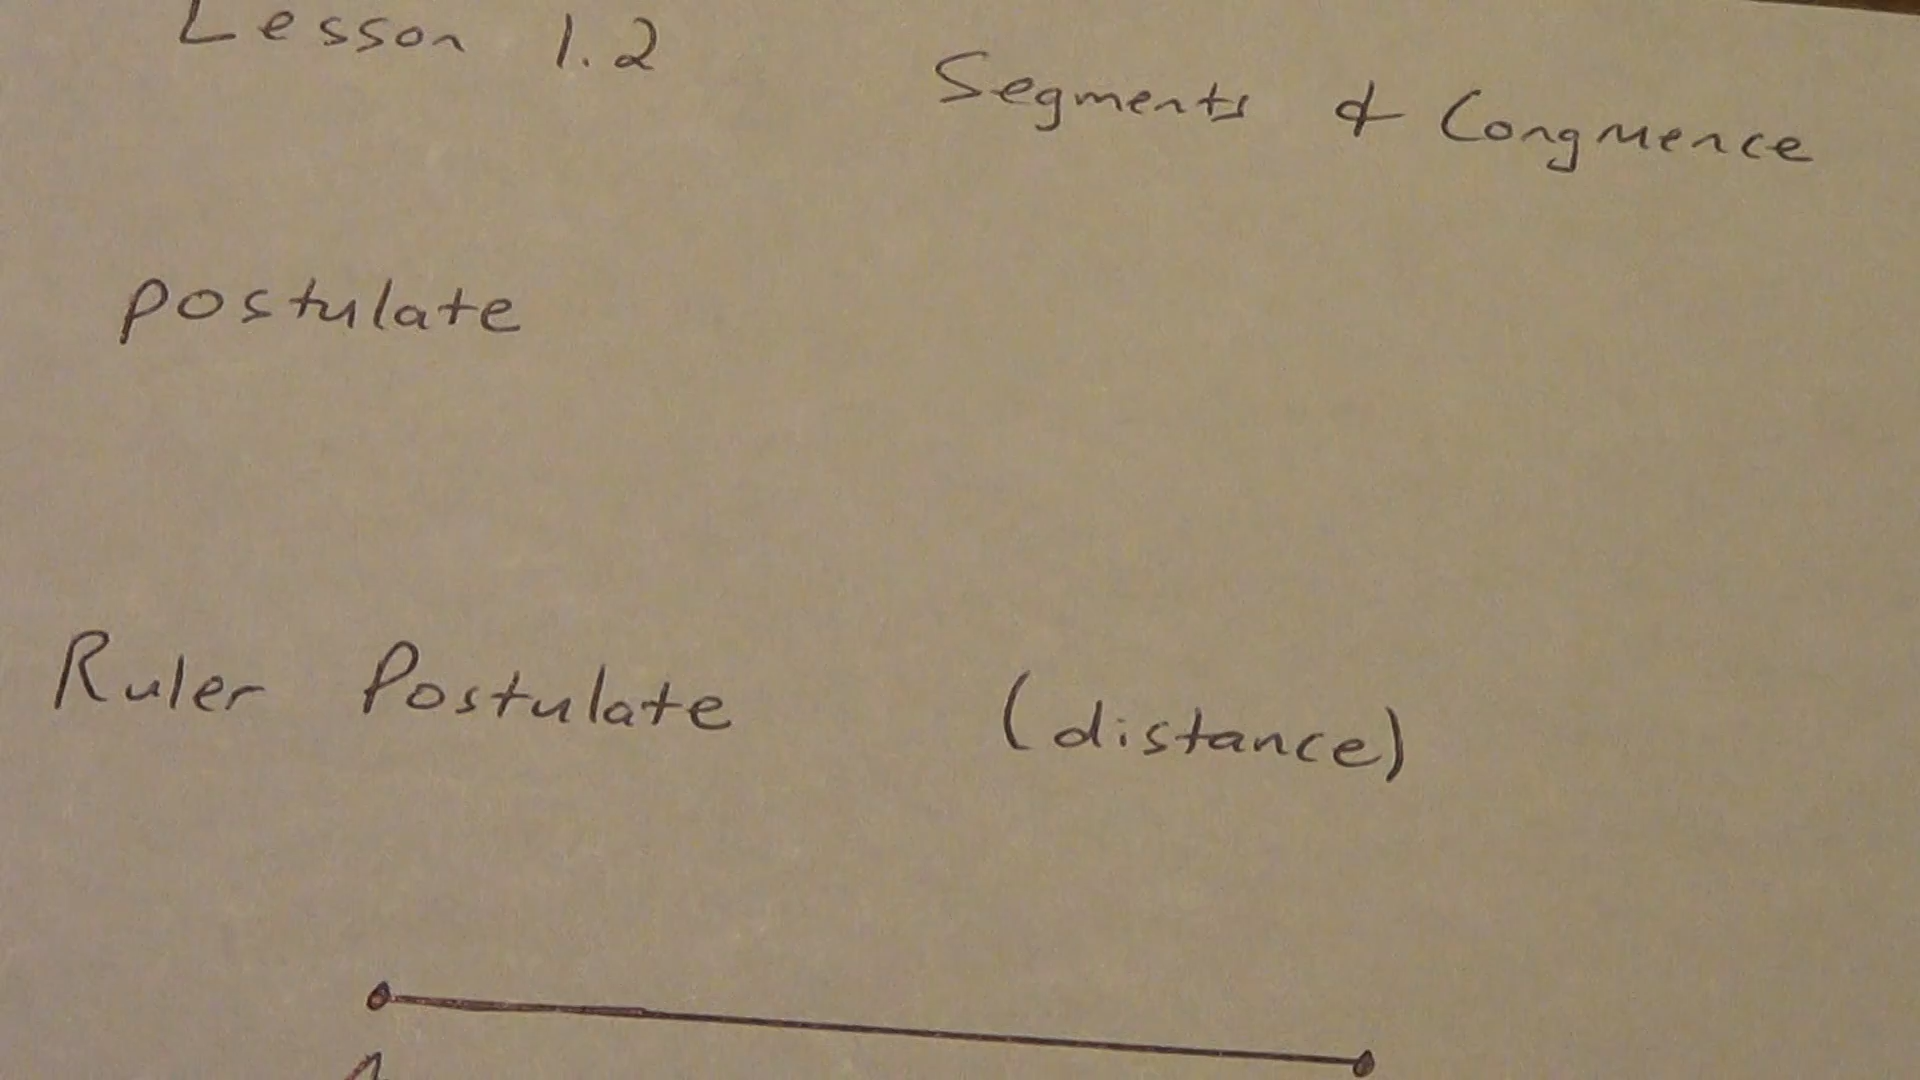 Lesson 1.2 Segments & Congruence
postulate
Ruler Postulate (distance)